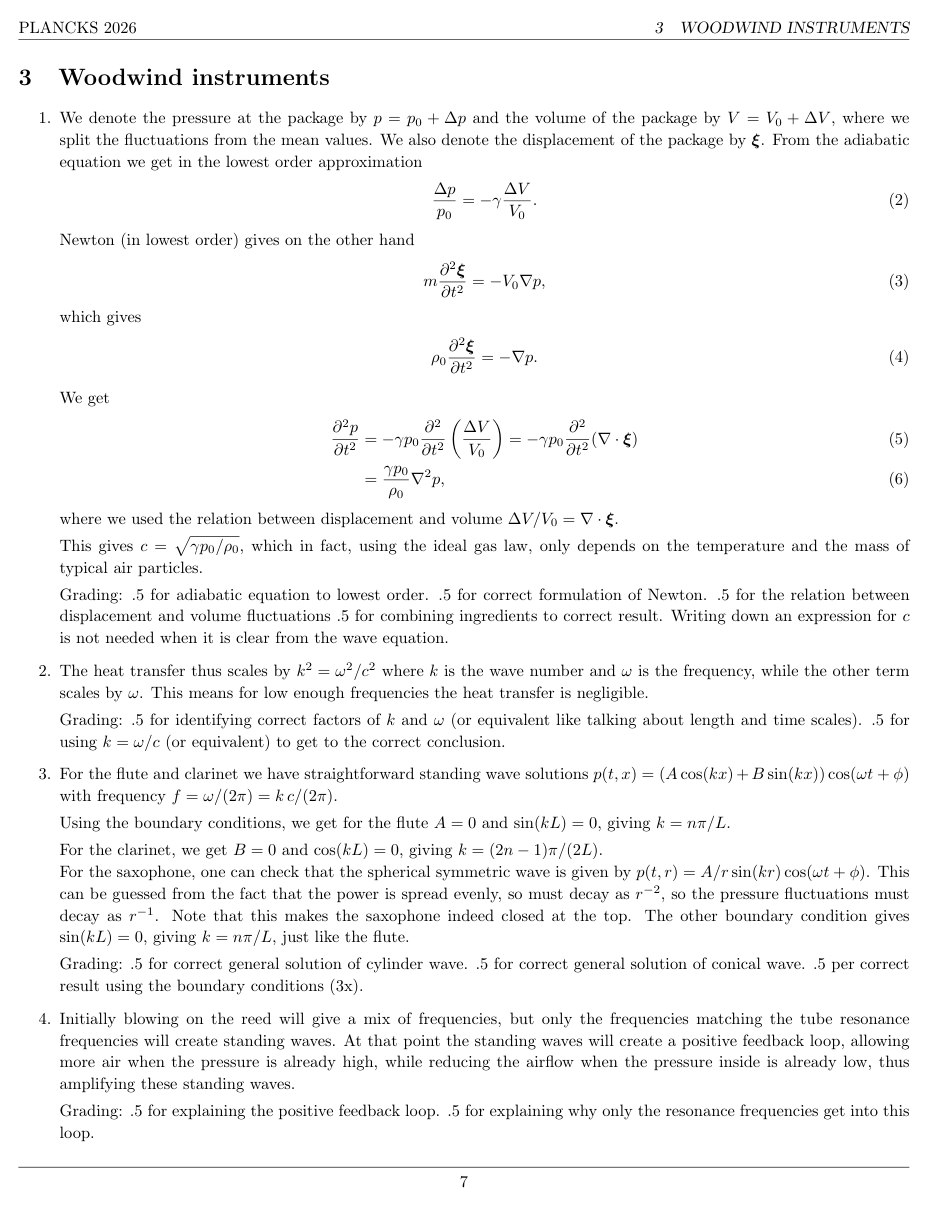 PLANCKS 2026 3 WOODWIND INSTRUMENTS
3 Woodwind instruments
1. We denote the pressure at the package by p = p₀ + Δp and the volume of the package by V = V₀ + ΔV, where we
split the fluctuations from the mean values. We also denote the displacement of the package by ξ. From the adiabatic
equation we get in the lowest order approximation
Δp/p₀ = −γ ΔV/V₀. (2)
Newton (in lowest order) gives on the other hand
m ∂²ξ/∂t² = −V₀∇p, (3)
which gives
ρ₀ ∂²ξ/∂t² = −∇p. (4)
We get
∂²p/∂t² = −γp₀ ∂²/∂t² (ΔV/V₀) = −γp₀ ∂²/∂t² (∇ · ξ) (5)
= γp₀/ρ₀ ∇²p, (6)
where we used the relation between displacement and volume ΔV/V₀ = ∇ · ξ.
This gives c = √(γp₀/ρ₀), which in fact, using the ideal gas law, only depends on the temperature and the mass of
typical air particles.
Grading: .5 for adiabatic equation to lowest order. .5 for correct formulation of Newton. .5 for the relation between
displacement and volume fluctuations .5 for combining ingredients to correct result. Writing down an expression for c
is not needed when it is clear from the wave equation.
2. The heat transfer thus scales by k² = ω²/c² where k is the wave number and ω is the frequency, while the other term
scales by ω. This means for low enough frequencies the heat transfer is negligible.
Grading: .5 for identifying correct factors of k and ω (or equivalent like talking about length and time scales). .5 for
using k = ω/c (or equivalent) to get to the correct conclusion.
3. For the flute and clarinet we have straightforward standing wave solutions p(t, x) = (A cos(kx) + B sin(kx)) cos(ωt + ϕ)
with frequency f = ω/(2π) = k c/(2π).
Using the boundary conditions, we get for the flute A = 0 and sin(kL) = 0, giving k = nπ/L.
For the clarinet, we get B = 0 and cos(kL) = 0, giving k = (2n − 1)π/(2L).
For the saxophone, one can check that the spherical symmetric wave is given by p(t, r) = A/r sin(kr) cos(ωt + ϕ). This
can be guessed from the fact that the power is spread evenly, so must decay as r⁻², so the pressure fluctuations must
decay as r⁻¹. Note that this makes the saxophone indeed closed at the top. The other boundary condition gives
sin(kL) = 0, giving k = nπ/L, just like the flute.
Grading: .5 for correct general solution of cylinder wave. .5 for correct general solution of conical wave. .5 per correct
result using the boundary conditions (3x).
4. Initially blowing on the reed will give a mix of frequencies, but only the frequencies matching the tube resonance
frequencies will create standing waves. At that point the standing waves will create a positive feedback loop, allowing
more air when the pressure is already high, while reducing the airflow when the pressure inside is already low, thus
amplifying these standing waves.
Grading: .5 for explaining the positive feedback loop. .5 for explaining why only the resonance frequencies get into this
loop.
7